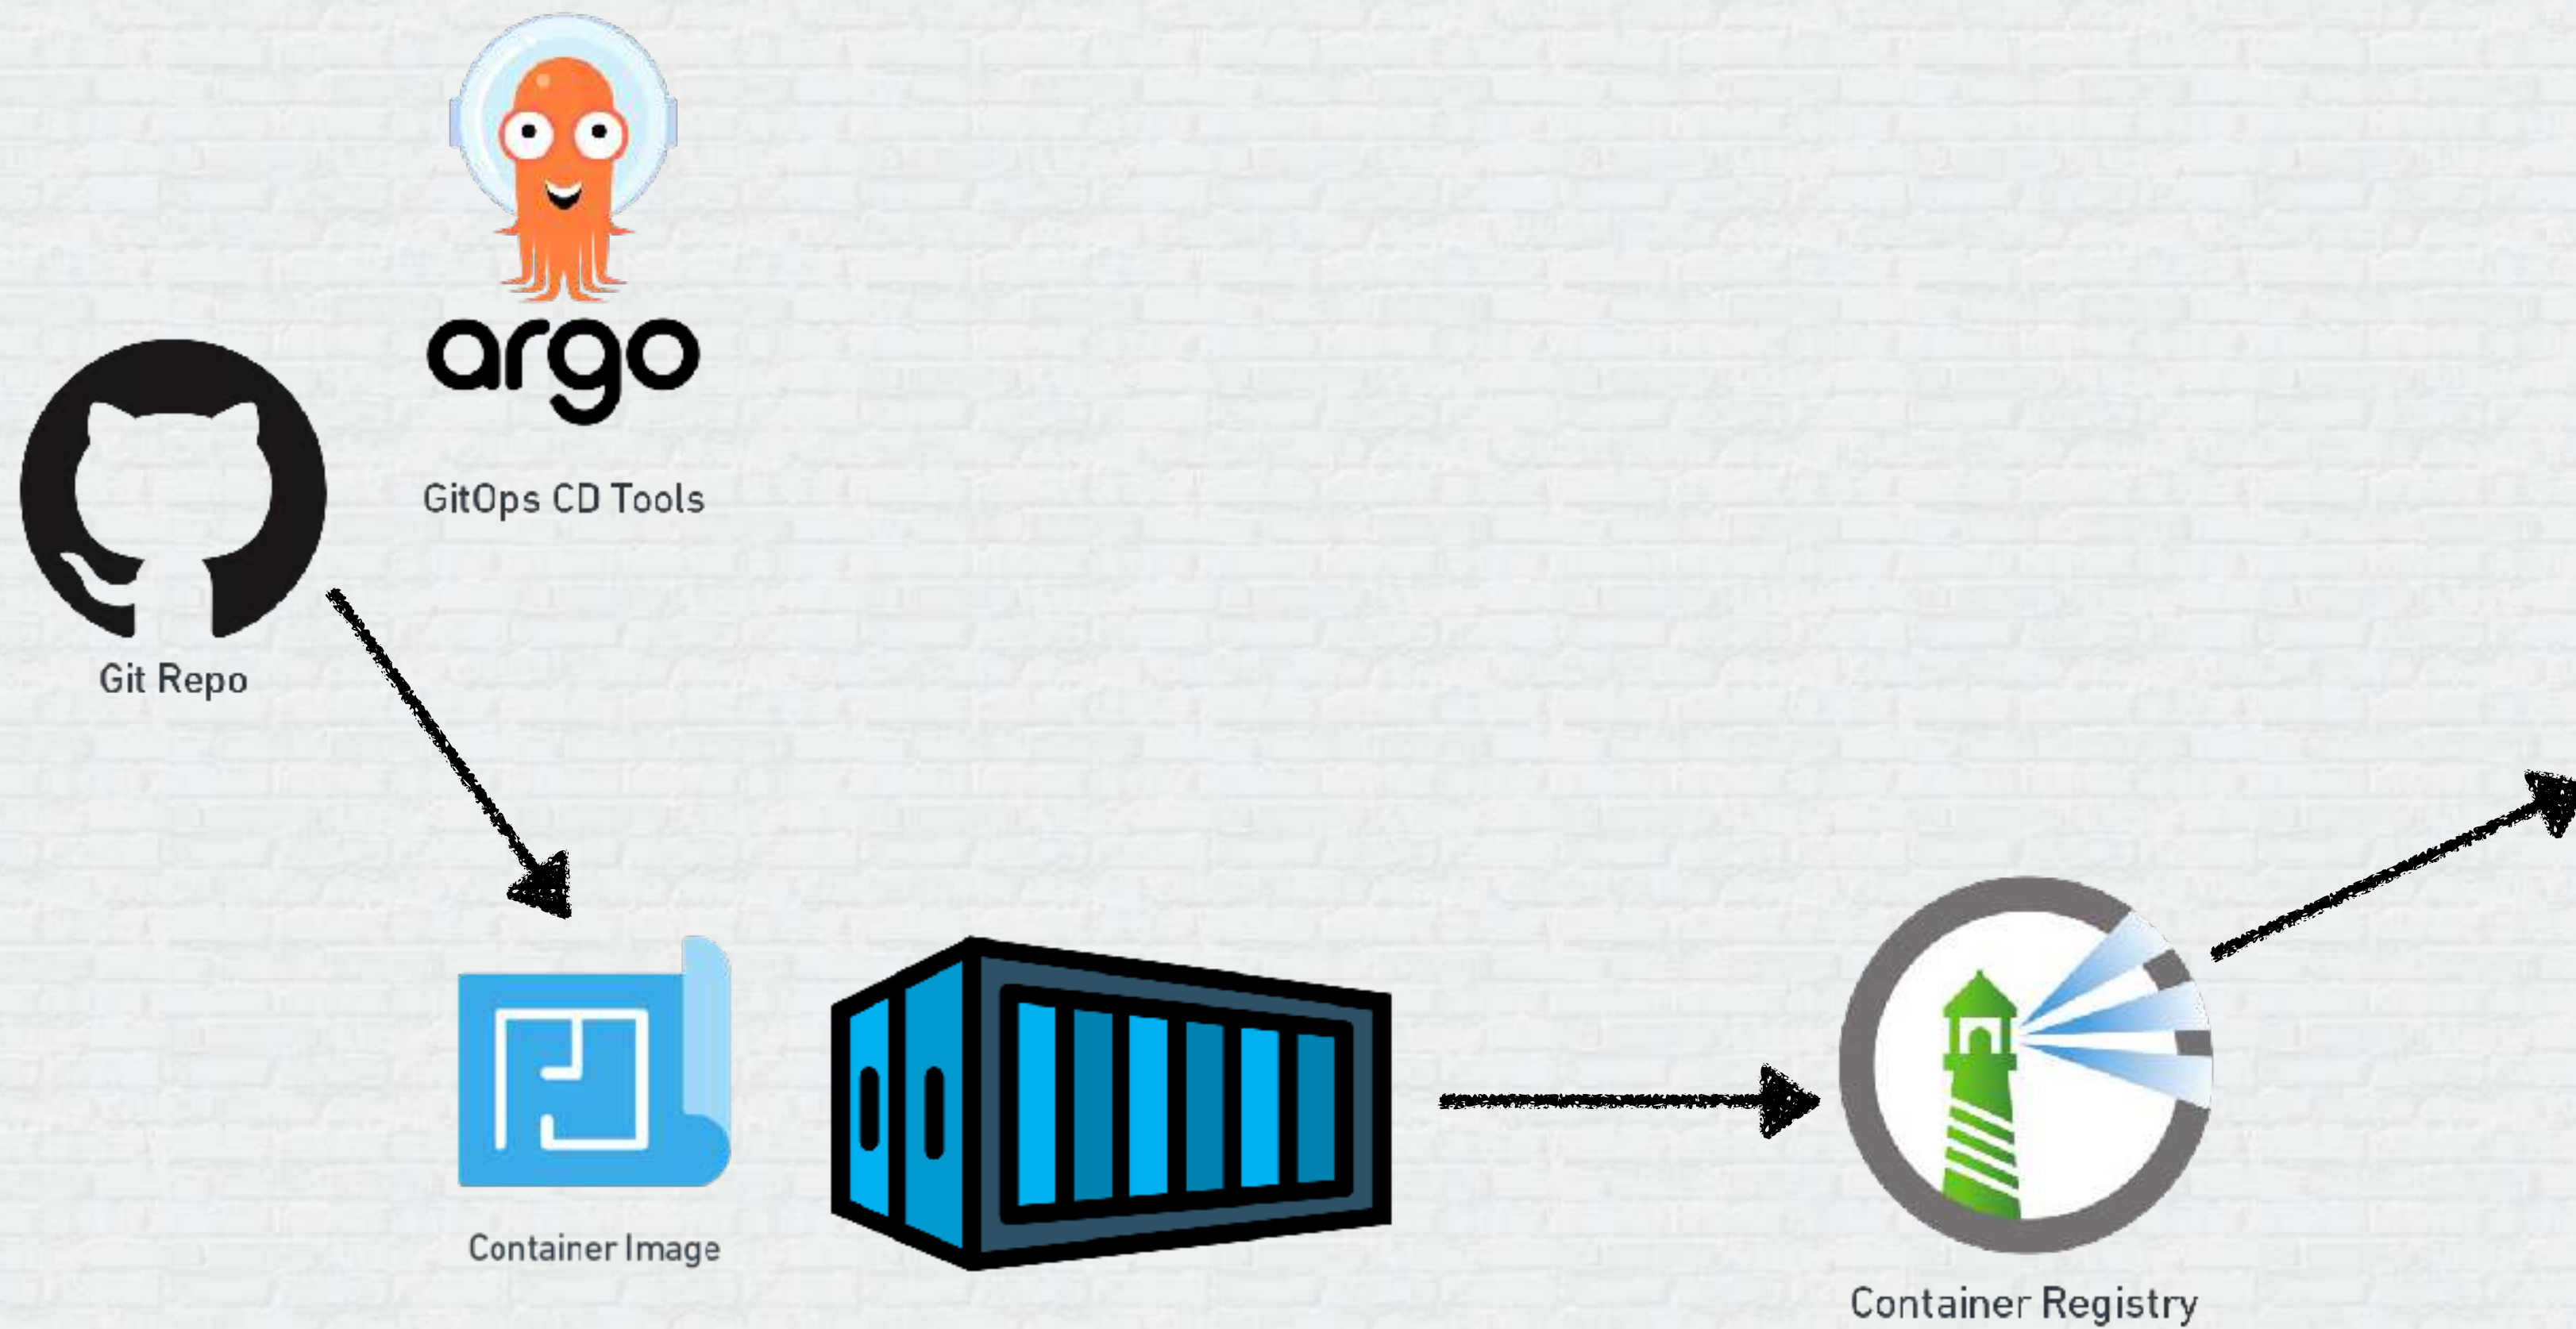 argo
GitOps CD Tools
Git Repo
Container Image
Container Registry